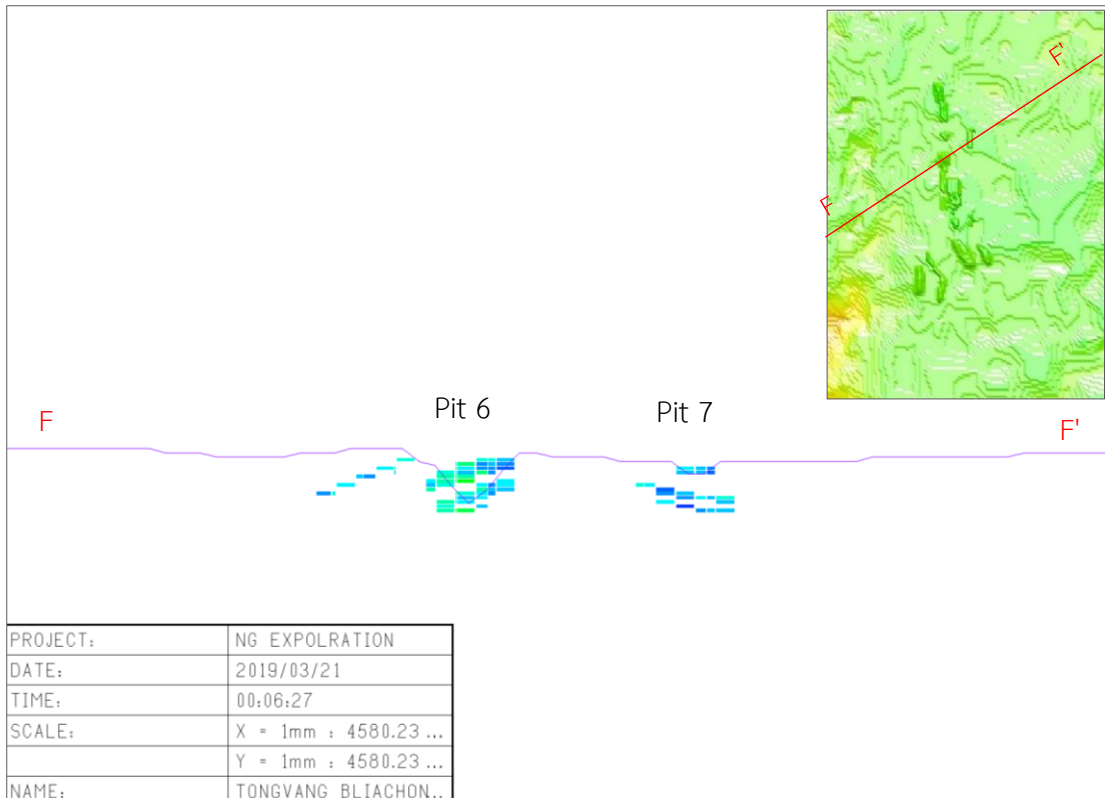 F'
F
Pit 6
Pit 7
F
F'
PROJECT: NG EXPOLRATION
DATE: 2019/03/21
TIME: 00:06:27
SCALE: X = 1mm : 4580.23 ...
Y = 1mm : 4580.23 ...
NAME: TONGVANG BLIACHON...